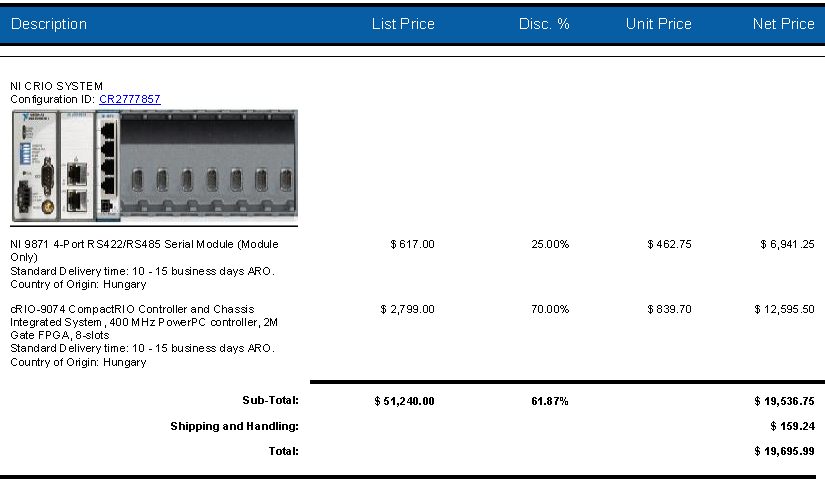 Description List Price Disc. % Unit Price Net Price
NI CRIO SYSTEM
Configuration ID: CR2777857
NI 9871 4-Port RS422/RS485 Serial Module (Module $ 617.00 25.00% $ 462.75 $ 6,941.25
Only)
Standard Delivery time: 10 - 15 business days ARO.
Country of Origin: Hungary
cRIO-9074 CompactRIO Controller and Chassis $ 2,799.00 70.00% $ 839.70 $ 12,595.50
Integrated System, 400 MHz PowerPC controller, 2M
Gate FPGA, 8-slots
Standard Delivery time: 10 - 15 business days ARO.
Country of Origin: Hungary
Sub-Total: $ 51,240.00 61.87% $ 19,536.75
Shipping and Handling: $ 159.24
Total: $ 19,695.99